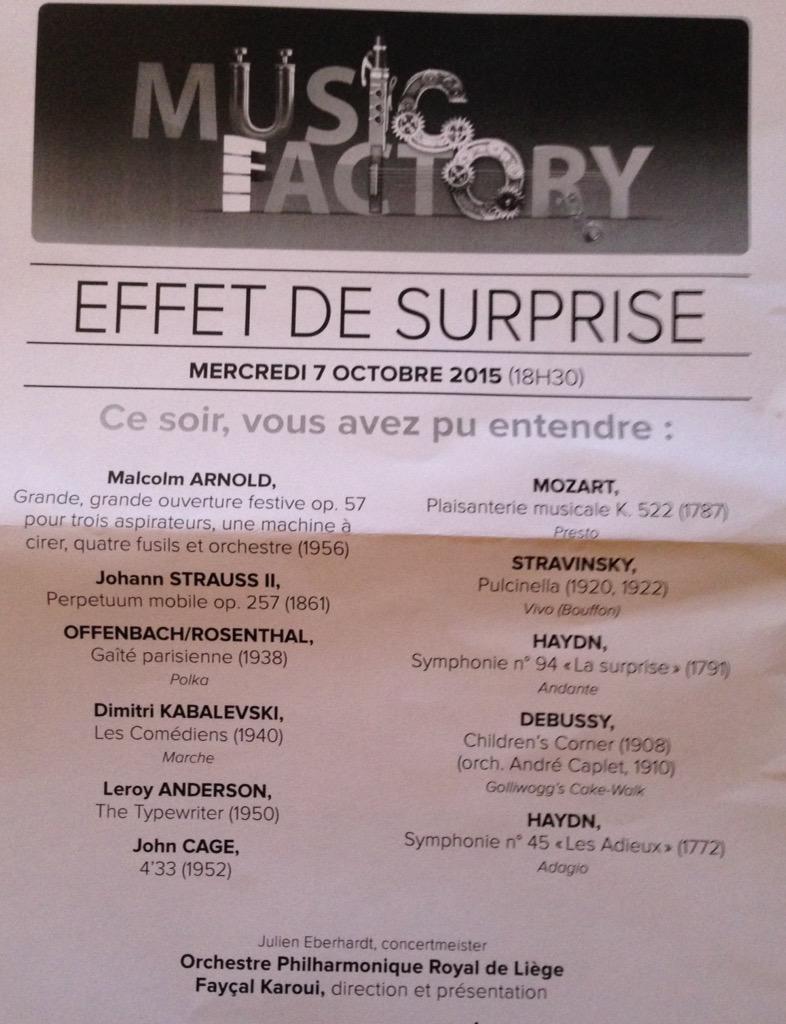 MUSIC
FACTORY
EFFET DE SURPRISE
MERCREDI 7 OCTOBRE 2015 (18H30)
Ce soir, vous avez pu entendre :
Malcolm ARNOLD,
Grande, grande ouverture festive op. 57
pour trois aspirateurs, une machine à
cirer, quatre fusils et orchestre (1956)
Johann STRAUSS II,
Perpetuum mobile op. 257 (1861)
OFFENBACH/ROSENTHAL,
Gaîté parisienne (1938)
Polka
Dimitri KABALEVSKI,
Les Comédiens (1940)
Marche
Leroy ANDERSON,
The Typewriter (1950)
John CAGE,
4'33 (1952)
MOZART,
Plaisanterie musicale K. 522 (1787)
Presto
STRAVINSKY,
Pulcinella (1920, 1922)
Vivo (Bouffon)
HAYDN,
Symphonie n° 94 « La surprise » (1791)
Andante
DEBUSSY,
Children's Corner (1908)
(orch. André Caplet, 1910)
Golliwogg's Cake-Walk
HAYDN,
Symphonie n° 45 « Les Adieux » (1772)
Adagio
Julien Eberhardt, concertmeister
Orchestre Philharmonique Royal de Liège
Fayçal Karoui, direction et présentation